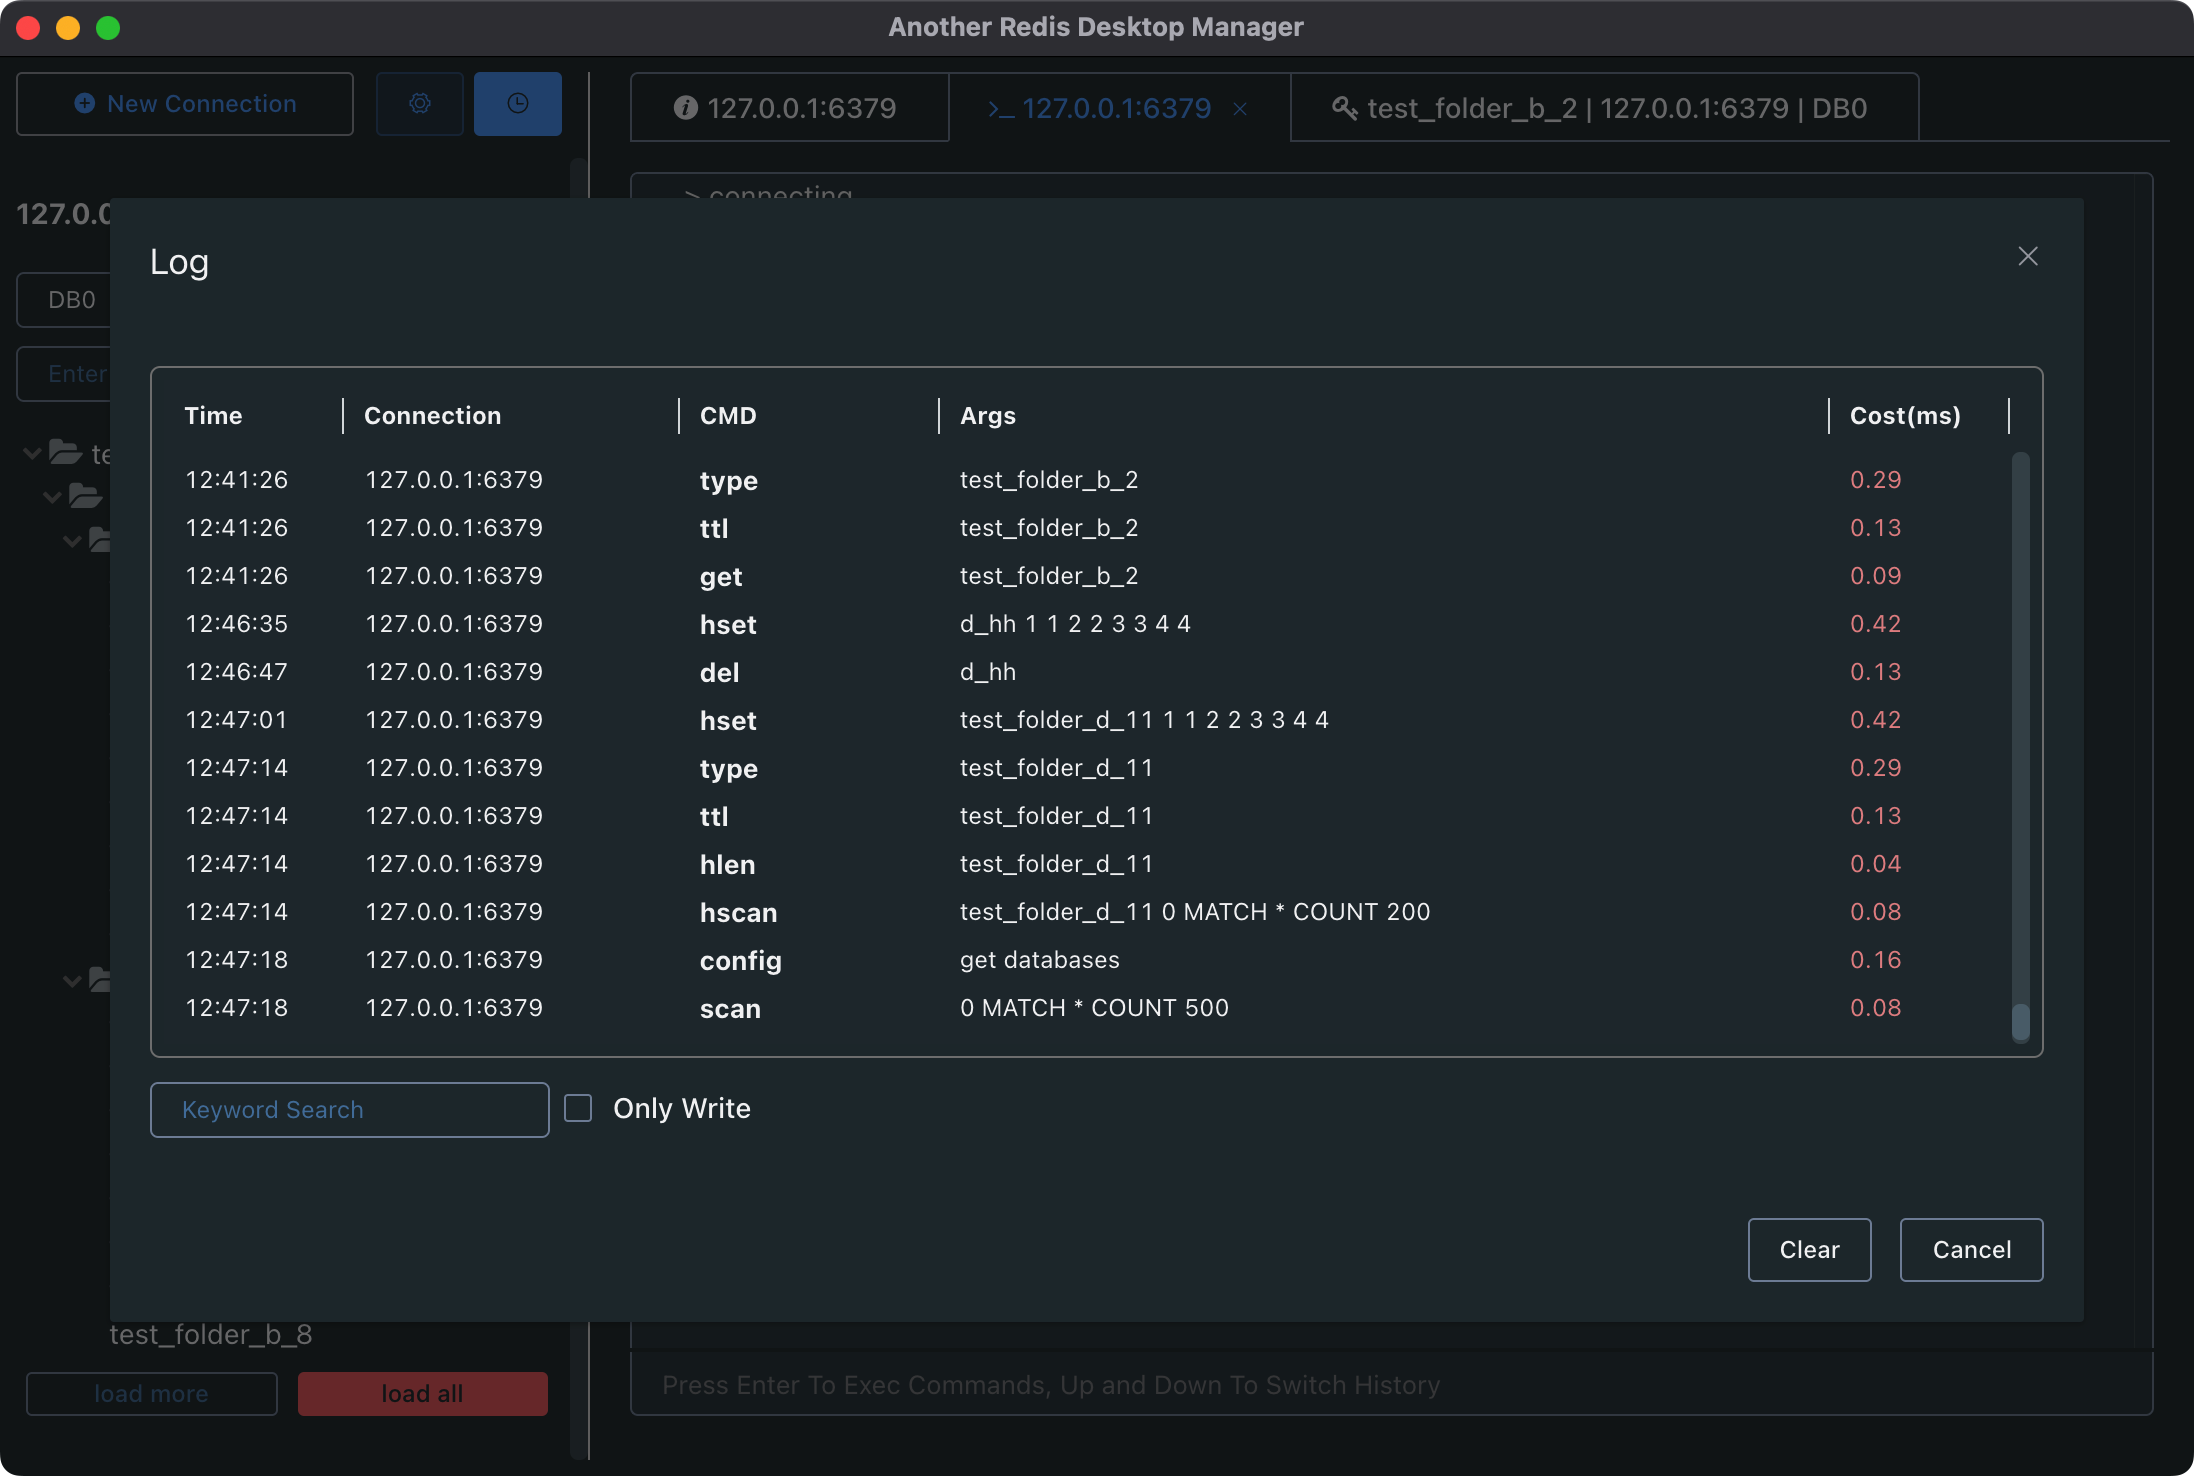 Another Redis Desktop Manager
New Connection
127.0.0.1:6379
>_ 127.0.0.1:6379 ×
test_folder_b_2 | 127.0.0.1:6379 | DB0
> connecting
127.0.0
DB0
Enter
Log
Time Connection CMD Args Cost(ms)
12:41:26 127.0.0.1:6379 type test_folder_b_2 0.29
12:41:26 127.0.0.1:6379 ttl test_folder_b_2 0.13
12:41:26 127.0.0.1:6379 get test_folder_b_2 0.09
12:46:35 127.0.0.1:6379 hset d_hh 1 1 2 2 3 3 4 4 0.42
12:46:47 127.0.0.1:6379 del d_hh 0.13
12:47:01 127.0.0.1:6379 hset test_folder_d_11 1 1 2 2 3 3 4 4 0.42
12:47:14 127.0.0.1:6379 type test_folder_d_11 0.29
12:47:14 127.0.0.1:6379 ttl test_folder_d_11 0.13
12:47:14 127.0.0.1:6379 hlen test_folder_d_11 0.04
12:47:14 127.0.0.1:6379 hscan test_folder_d_11 0 MATCH * COUNT 200 0.08
12:47:18 127.0.0.1:6379 config get databases 0.16
12:47:18 127.0.0.1:6379 scan 0 MATCH * COUNT 500 0.08
Keyword Search
Only Write
Clear
Cancel
test_folder_b_8
load more
load all
Press Enter To Exec Commands, Up and Down To Switch History